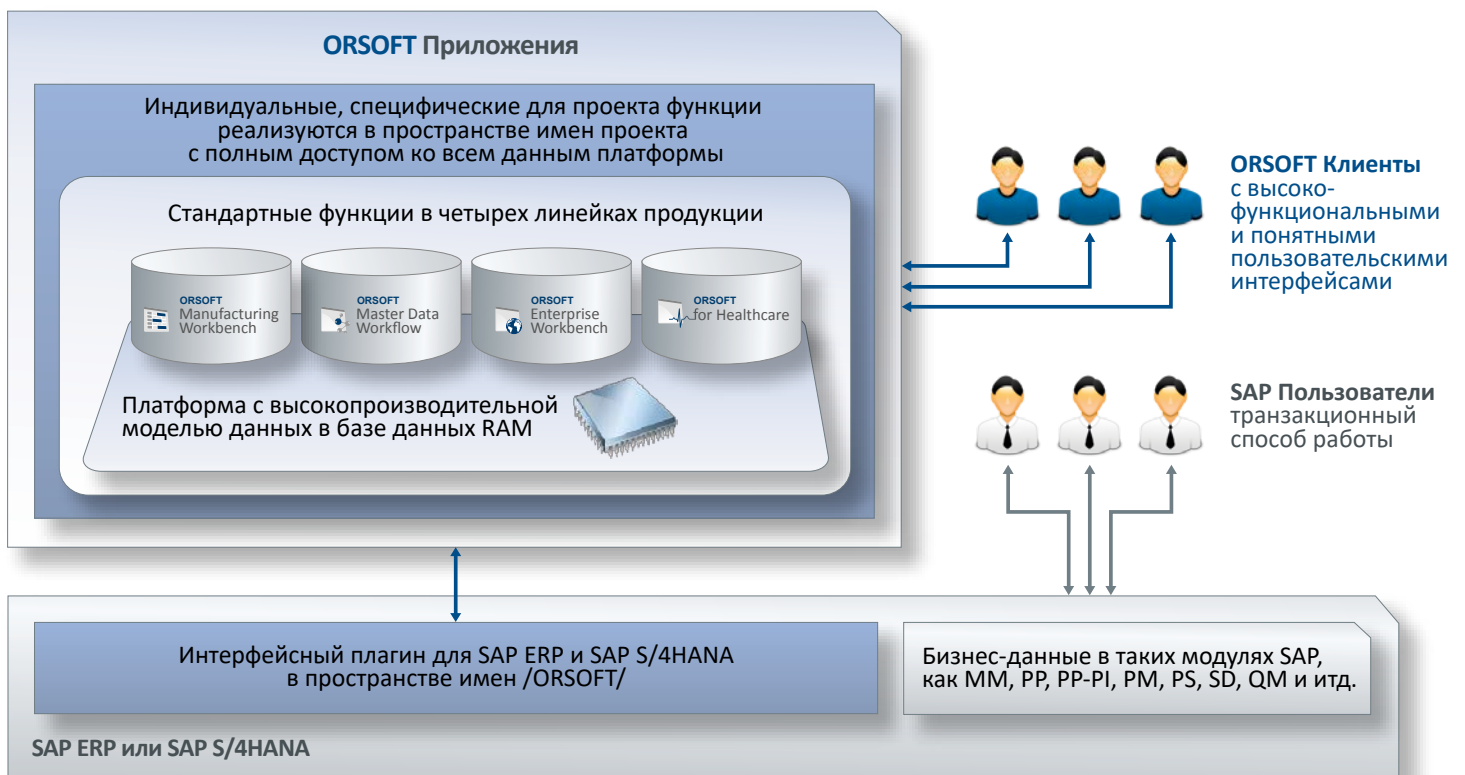 ORSOFT Приложения
Индивидуальные, специфические для проекта функции
реализуются в пространстве имен проекта
с полным доступом ко всем данным платформы
Стандартные функции в четырех линейках продукции
ORSOFT
Manufacturing
Workbench
ORSOFT
Master Data
Workflow
ORSOFT
Enterprise
Workbench
ORSOFT
for Healthcare
Платформа с высокопроизводительной
моделью данных в базе данных RAM
ORSOFT Клиенты
с высоко-
функциональными
и понятными
пользовательскими
интерфейсами
SAP Пользователи
транзакционный
способ работы
Интерфейсный плагин для SAP ERP и SAP S/4HANA
в пространстве имен /ORSOFT/
Бизнес-данные в таких модулях SAP,
как MM, PP, PP-PI, PM, PS, SD, QM и итд.
SAP ERP или SAP S/4HANA